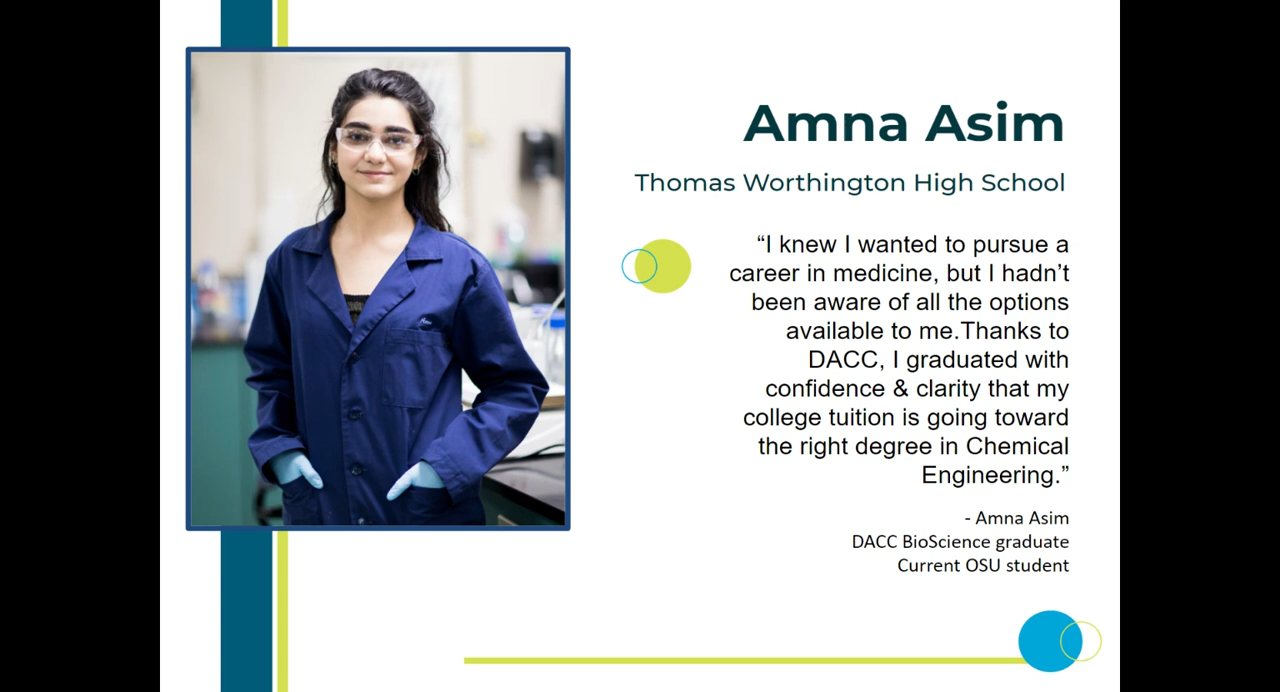 Amna Asim
Thomas Worthington High School
“I knew I wanted to pursue a
career in medicine, but I hadn’t
been aware of all the options
available to me.Thanks to
DACC, I graduated with
confidence & clarity that my
college tuition is going toward
the right degree in Chemical
Engineering.”
- Amna Asim
DACC BioScience graduate
Current OSU student